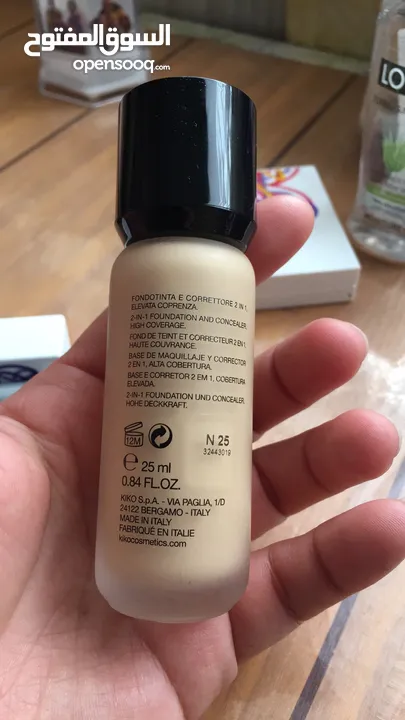 السوق المفتوح
opensooq.com
LO
FONDOTINTA E CORRETTORE 2 IN 1,
ELEVATA COPRENZA.
2-IN-1 FOUNDATION AND CONCEALER,
HIGH COVERAGE.
FOND DE TEINT ET CORRECTEUR 2 EN 1,
HAUTE COUVRANCE.
BASE DE MAQUILLAJE Y CORRECTOR
2 EN 1, ALTA COBERTURA.
BASE E CORRETOR 2 EM 1, COBERTURA
ELEVADA.
2-IN-1 FOUNDATION UND CONCEALER,
HOHE DECKKRAFT.
12M
N 25
32443019
e 25 ml
0.84 FL.OZ.
KIKO S.p.A. - VIA PAGLIA, 1/D
24122 BERGAMO - ITALY
MADE IN ITALY
FABRIQUÉ EN ITALIE
kikocosmetics.com